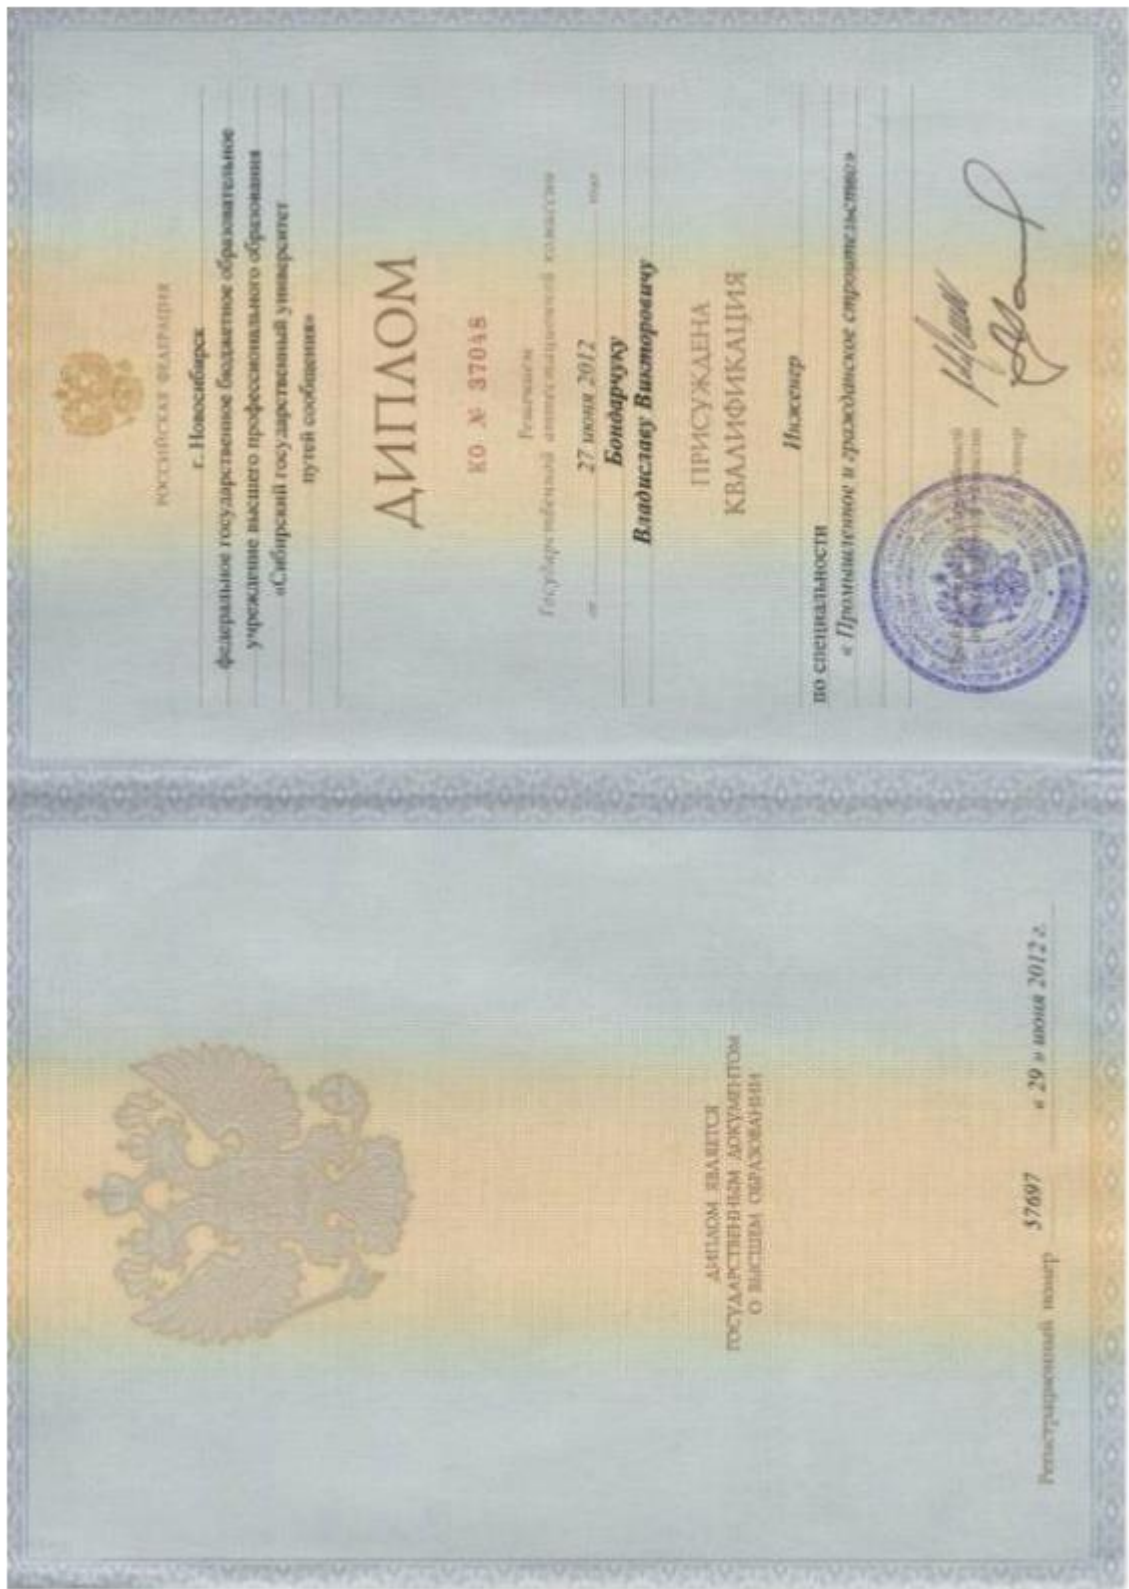 ДИПЛОМ ЯВЛЯЕТСЯ
ГОСУДАРСТВЕННЫМ ДОКУМЕНТОМ
О ВЫСШЕМ ОБРАЗОВАНИИ
Регистрационный номер 37697 « 29 » июня 2012 г.
РОССИЙСКАЯ ФЕДЕРАЦИЯ
г. Новосибирск
федеральное государственное бюджетное образовательное
учреждение высшего профессионального образования
«Сибирский государственный университет
путей сообщения»
ДИПЛОМ
КО № 37048
Решением
Государственной аттестационной комиссии
от 27 июня 2012 года
Бондарчуку
Владиславу Викторовичу
ПРИСУЖДЕНА
КВАЛИФИКАЦИЯ
Инженер
по специальности
« Промышленное и гражданское строительство»